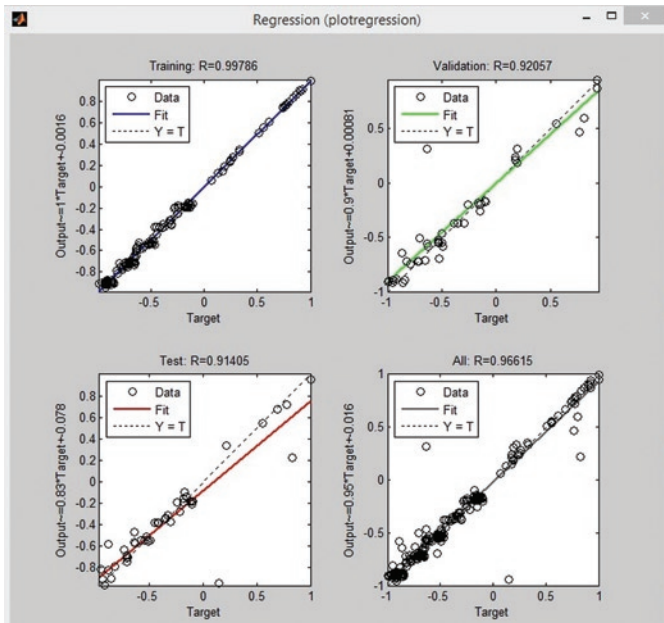 Regression (plotregression)
Training: R=0.99786
Output~=1*Target+-0.0016
Data
Fit
Y = T
0.8
0.6
0.4
0.2
0
-0.2
-0.4
-0.6
-0.8
-0.5
0
0.5
1
Target
Validation: R=0.92057
Output~=0.9*Target+0.00081
Data
Fit
Y = T
0.5
0
-0.5
-1
-1
-0.5
0
0.5
Target
Test: R=0.91405
Output~=0.83*Target+-0.078
Data
Fit
Y = T
1
0.8
0.6
0.4
0.2
0
-0.2
-0.4
-0.6
-0.8
-0.5
0
0.5
1
Target
All: R=0.96615
Output~=0.95*Target+-0.016
Data
Fit
Y = T
1
0.5
0
-0.5
-1
-1
-0.5
0
0.5
1
Target